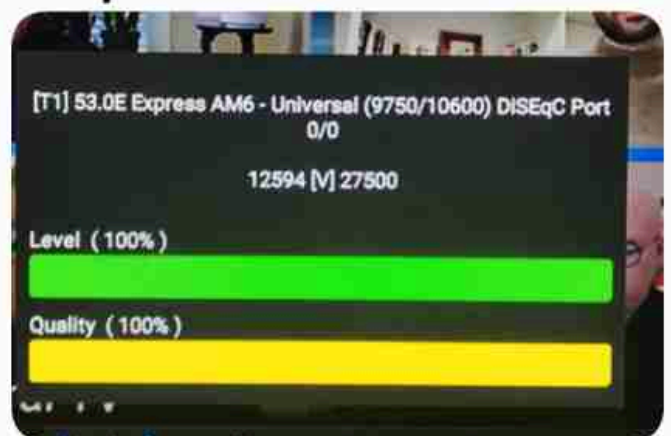 [T1] 53.0E Express AM6 - Universal (9750/10600) DiSEqC Port
0/0
12594 [V] 27500
Level ( 100% )
Quality ( 100% )